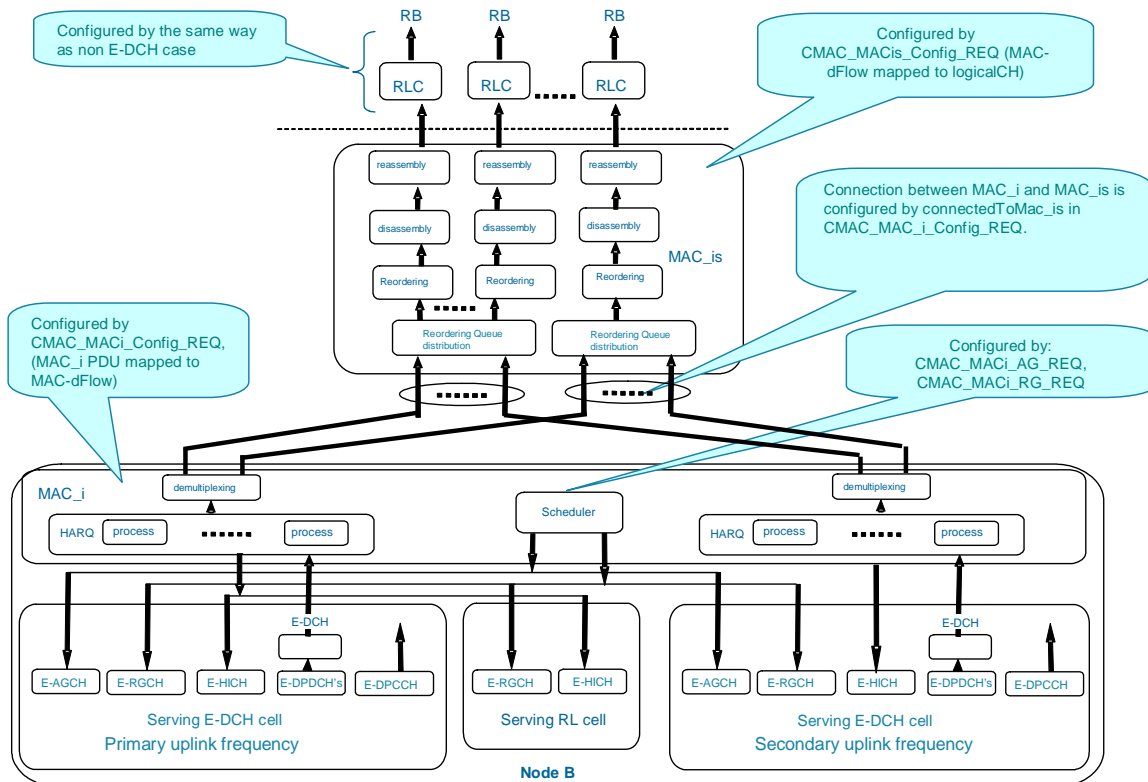 Configured by the same way
as non E-DCH case
RB
RB
RB
RLC
RLC
RLC
Configured by
CMAC_MACis_Config_REQ (MAC-
dFlow mapped to logicalCH)
reassembly
reassembly
reassembly
disassembly
disassembly
disassembly
Reordering
Reordering
Reordering
MAC_is
Reordering Queue
distribution
Reordering Queue
distribution
Connection between MAC_i and MAC_is is
configured by connectedToMac_is in
CMAC_MAC_i_Config_REQ.
Configured by
CMAC_MACi_Config_REQ,
(MAC_i PDU mapped to
MAC-dFlow)
Configured by:
CMAC_MACi_AG_REQ,
CMAC_MACi_RG_REQ
MAC_i
demultiplexing
HARQ
process
process
Scheduler
demultiplexing
HARQ
process
process
E-DCH
E-AGCH
E-RGCH
E-HICH
E-DPDCH's
E-DPCCH
Serving E-DCH cell
Primary uplink frequency
E-RGCH
E-HICH
Serving RL cell
E-DCH
E-AGCH
E-RGCH
E-HICH
E-DPDCH's
E-DPCCH
Serving E-DCH cell
Secondary uplink frequency
Node B